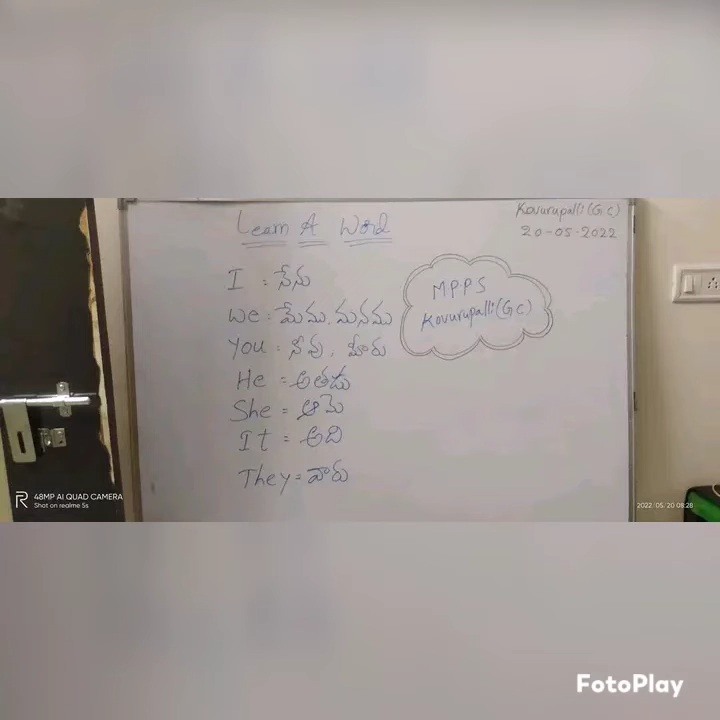 Learn A Word
Kovurupalli(G.C)
20-05-2022
I : నేను
we : మేము, మనము
you : నీవు, మీరు
He = అతడు
She = ఆమె
It = అది
They = వారు
MPPS
Kovurupalli(G.C)
48MP AI QUAD CAMERA
Shot on realme 5s
2022/05/20 08:28
FotoPlay